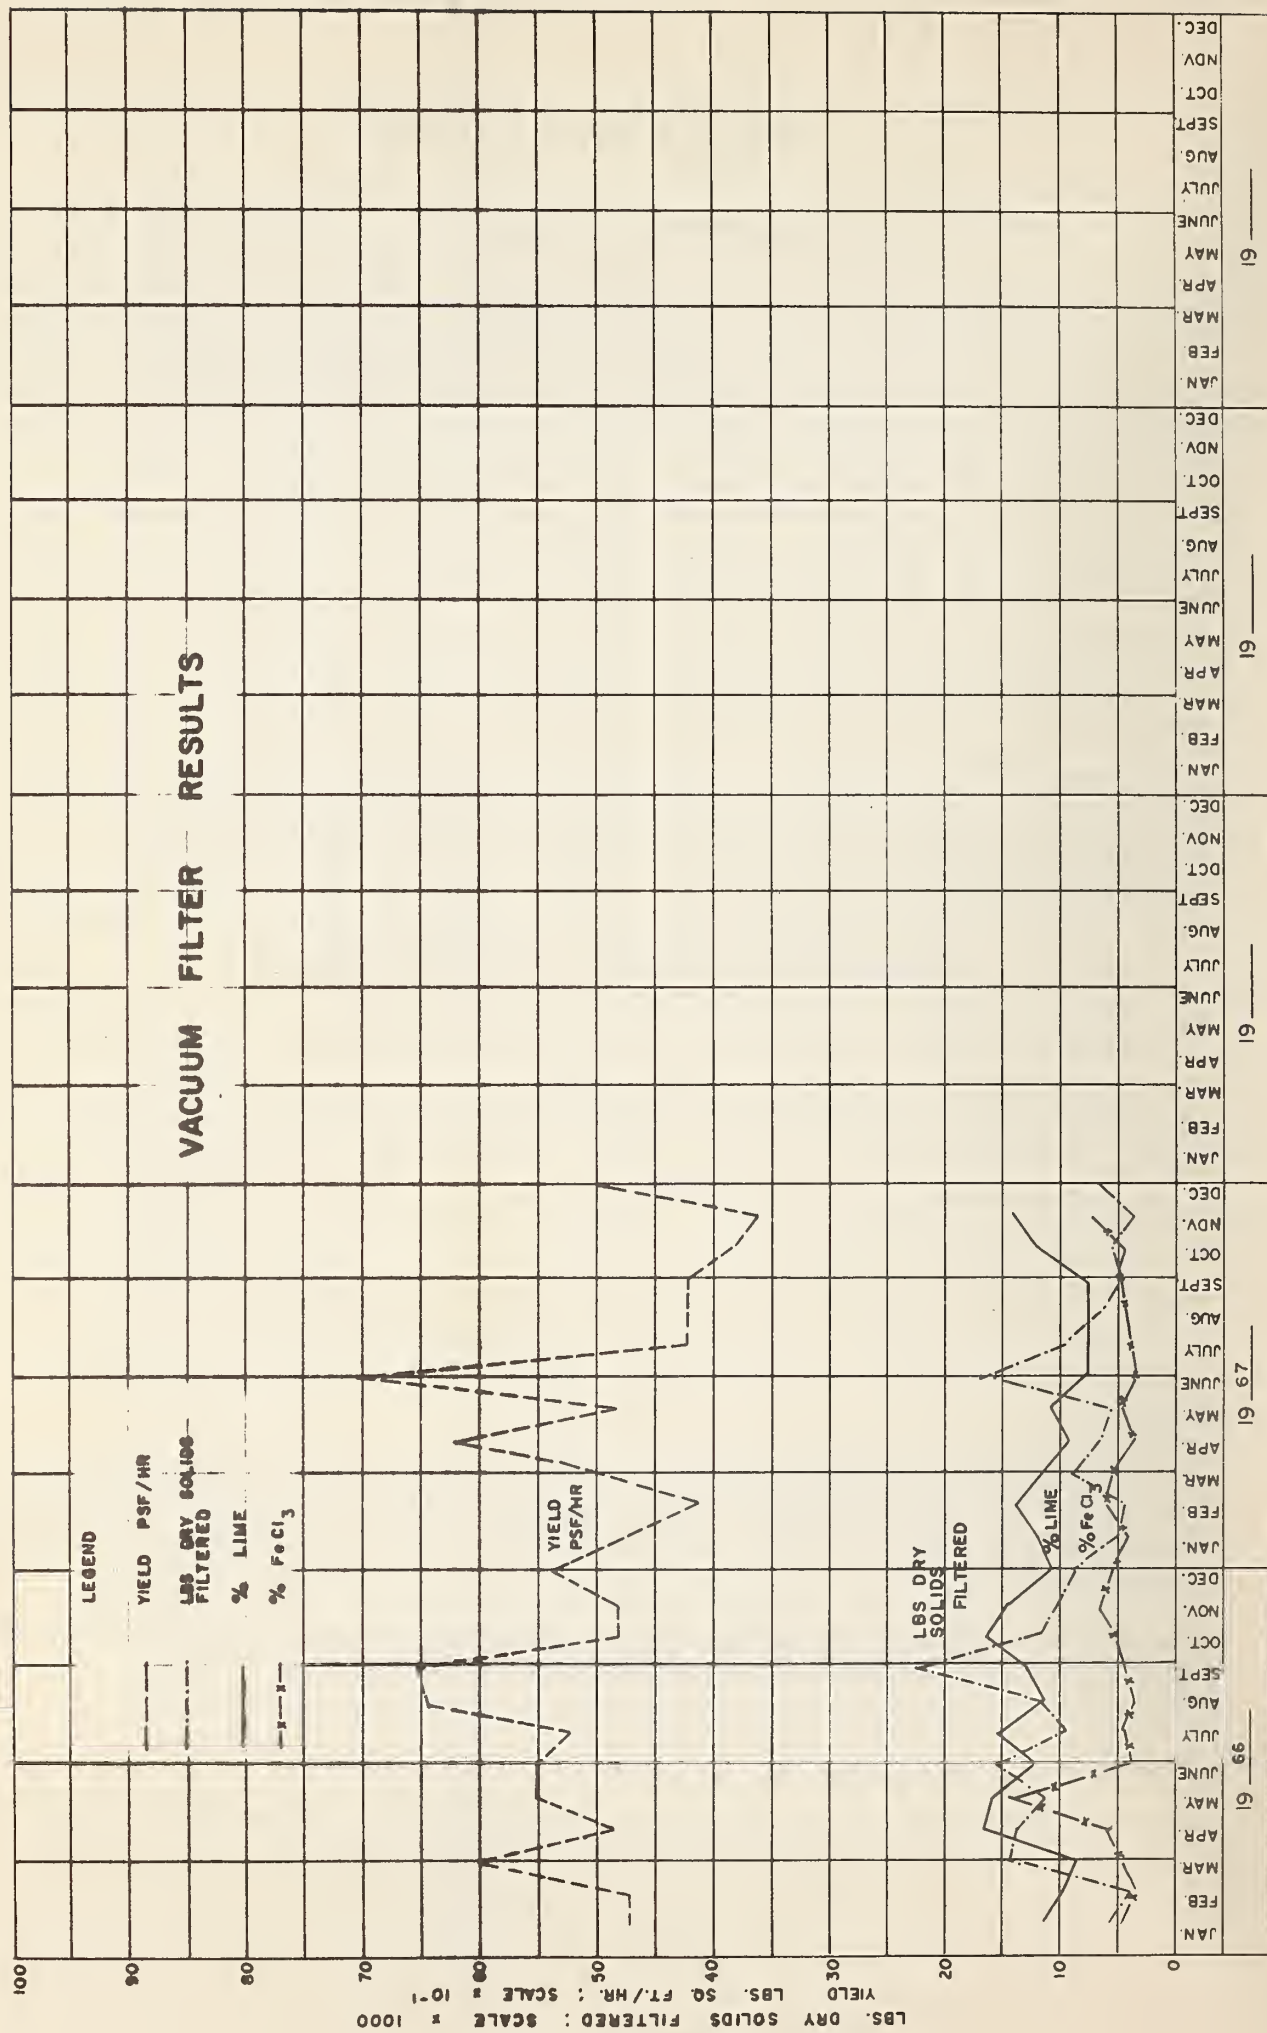 VACUUM FILTER RESULTS
LEGEND
YIELD PSF/HR
LBS DRY SOLIDS
FILTERED
% LIME
% FeCl3
YIELD
PSF/HR
LBS DRY
SOLIDS
FILTERED
% LIME
% FeCl3
LBS. DRY SOLIDS FILTERED : SCALE x 1000
YIELD LBS. SQ. FT./HR. : SCALE x 10-1
100
90
80
70
60
50
40
30
20
10
0
JAN. FEB. MAR. APR. MAY JUNE JULY AUG. SEPT. OCT. NOV. DEC.
19 66
JAN. FEB. MAR. APR. MAY JUNE JULY AUG. SEPT. OCT. NOV. DEC.
19 67
JAN. FEB. MAR. APR. MAY JUNE JULY AUG. SEPT OCT. NOV. DEC.
19
JAN. FEB. MAR. APR. MAY JUNE JULY AUG. SEPT. OCT. NOV. DEC.
19
JAN. FEB. MAR. APR. MAY JUNE JULY AUG. SEPT. OCT. NOV. DEC.
19